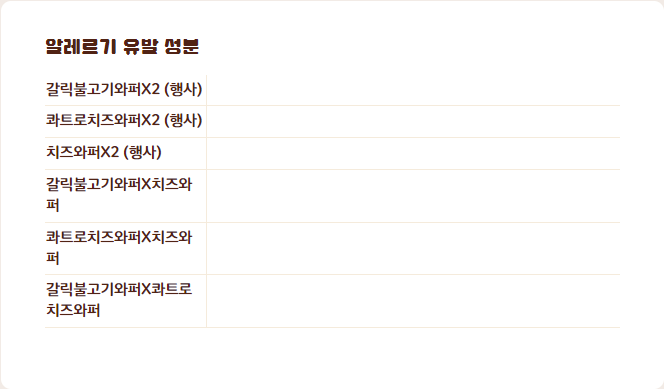 알레르기 유발 성분
갈릭불고기와퍼X2 (행사)
콰트로치즈와퍼X2 (행사)
치즈와퍼X2 (행사)
갈릭불고기와퍼X치즈와
퍼
콰트로치즈와퍼X치즈와
퍼
갈릭불고기와퍼X콰트로
치즈와퍼